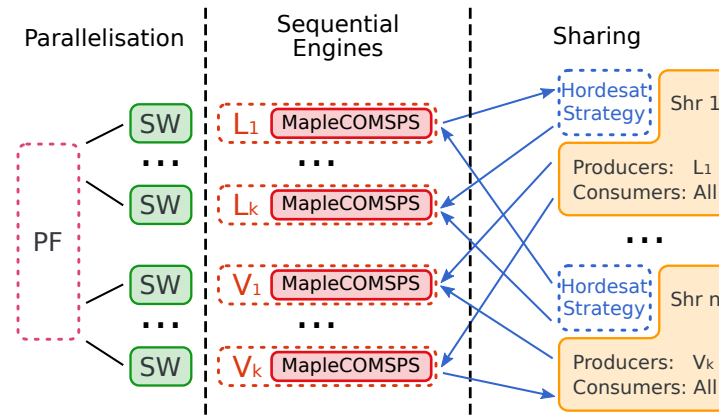 Parallelisation
Sequential
Engines
Sharing
PF
SW
...
SW
SW
...
SW
L1 MapleCOMSPS
...
Lk MapleCOMSPS
V1 MapleCOMSPS
...
Vk MapleCOMSPS
Hordesat
Strategy
Shr 1
Producers: L1
Consumers: All
...
Hordesat
Strategy
Shr n
Producers: Vk
Consumers: All